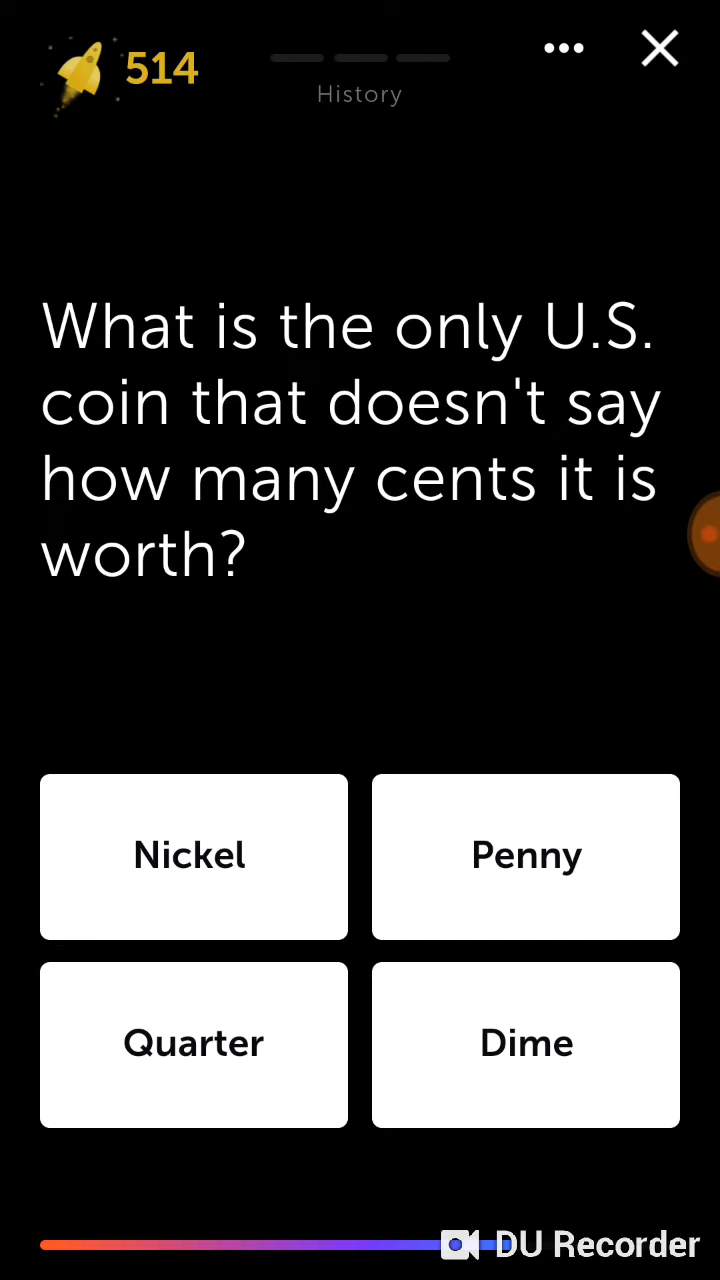 514
History
What is the only U.S.
coin that doesn't say
how many cents it is
worth?
Nickel
Penny
Quarter
Dime
DU Recorder